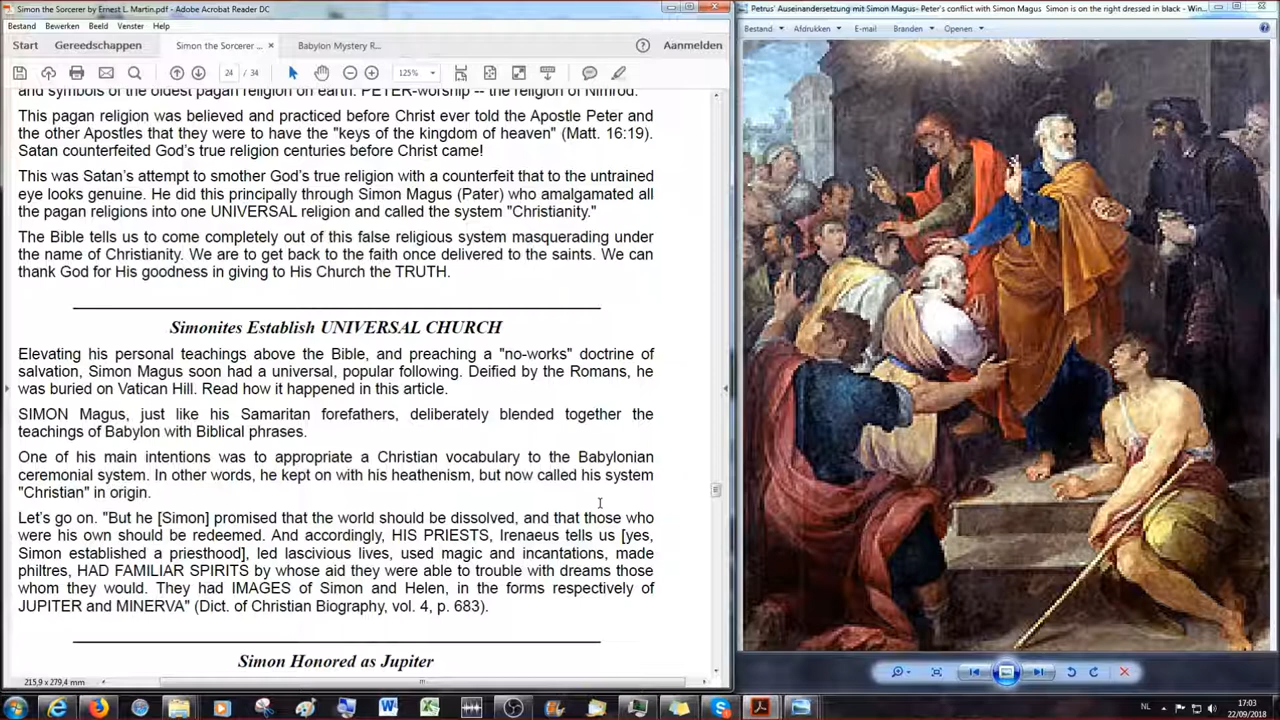 Simon the Sorcerer by Ernest L. Martin.pdf - Adobe Acrobat Reader DC
Bestand Bewerken Beeld Venster Help
Start Gereedschappen Simon the Sorcerer ... × Babylon Mystery R... Aanmelden
24 / 34 125%
and symbols of the oldest pagan religion on earth. PETER-worship -- the religion of Nimrod.
This pagan religion was believed and practiced before Christ ever told the Apostle Peter and
the other Apostles that they were to have the "keys of the kingdom of heaven" (Matt. 16:19).
Satan counterfeited God's true religion centuries before Christ came!
This was Satan's attempt to smother God's true religion with a counterfeit that to the untrained
eye looks genuine. He did this principally through Simon Magus (Pater) who amalgamated all
the pagan religions into one UNIVERSAL religion and called the system "Christianity."
The Bible tells us to come completely out of this false religious system masquerading under
the name of Christianity. We are to get back to the faith once delivered to the saints. We can
thank God for His goodness in giving to His Church the TRUTH.
Simonites Establish UNIVERSAL CHURCH
Elevating his personal teachings above the Bible, and preaching a "no-works" doctrine of
salvation, Simon Magus soon had a universal, popular following. Deified by the Romans, he
was buried on Vatican Hill. Read how it happened in this article.
SIMON Magus, just like his Samaritan forefathers, deliberately blended together the
teachings of Babylon with Biblical phrases.
One of his main intentions was to appropriate a Christian vocabulary to the Babylonian
ceremonial system. In other words, he kept on with his heathenism, but now called his system
"Christian" in origin.
Let's go on. "But he [Simon] promised that the world should be dissolved, and that those who
were his own should be redeemed. And accordingly, HIS PRIESTS, Irenaeus tells us [yes,
Simon established a priesthood], led lascivious lives, used magic and incantations, made
philtres, HAD FAMILIAR SPIRITS by whose aid they were able to trouble with dreams those
whom they would. They had IMAGES of Simon and Helen, in the forms respectively of
JUPITER and MINERVA" (Dict. of Christian Biography, vol. 4, p. 683).
Simon Honored as Jupiter
215,9 x 279,4 mm
Petrus' Auseinandersetzung mit Simon Magus- Peter's conflict with Simon Magus Simon is on the right dressed in black - Win...
Bestand Afdrukken E-mail Branden Openen
NL 17:03
22/09/2018